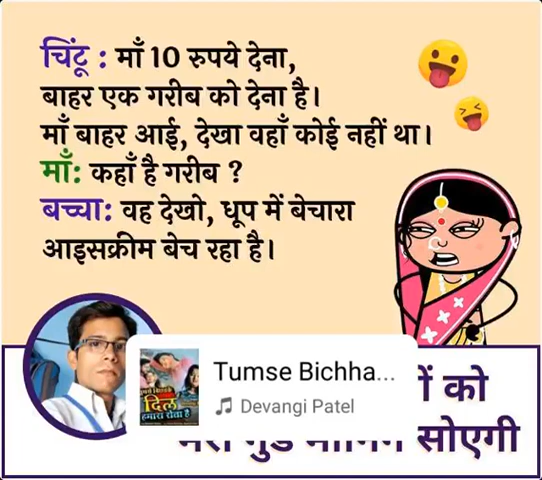 चिंटू : माँ 10 रुपये देना,
बाहर एक गरीब को देना है।
माँ बाहर आई, देखा वहाँ कोई नहीं था।
माँ: कहाँ है गरीब ?
बच्चा: वह देखो, धूप में बेचारा
आइसक्रीम बेच रहा है।
दिल
हमारा रोता है
Tumse Bichha...
Devangi Patel
को
सोएगी